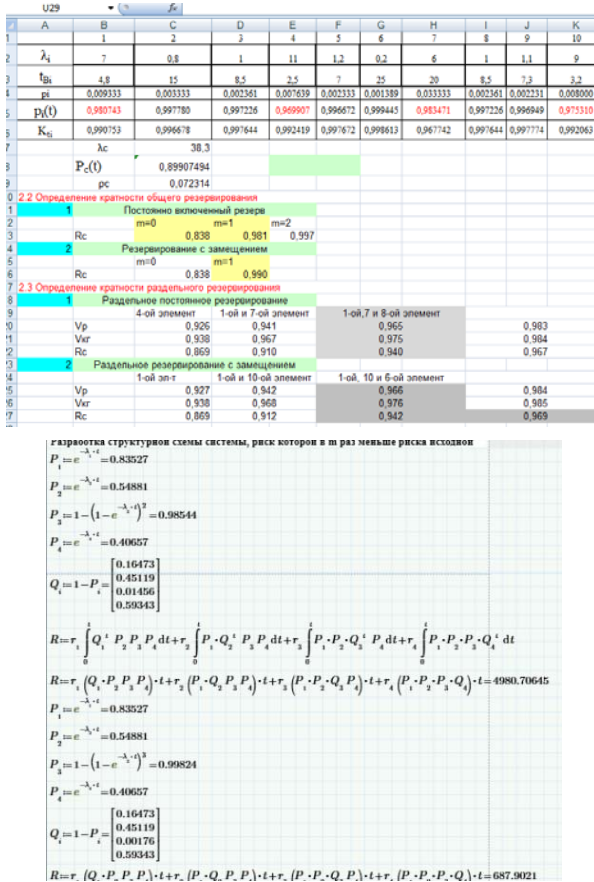 U29 fx
A B C D E F G H I J K
1 2 3 4 5 6 7 8 9 10
λi 7 0,8 1 11 1,2 0,2 6 1 1,1 9
tВi 4,8 15 8,5 2,5 7 25 20 8,5 7,3 3,2
pi 0,009333 0,003333 0,002361 0,007639 0,002333 0,001389 0,033333 0,002361 0,002231 0,008000
pi(t) 0,980743 0,997780 0,997226 0,969907 0,996672 0,999445 0,983471 0,997226 0,996949 0,975310
Kti 0,990753 0,996678 0,997644 0,992419 0,997672 0,998613 0,967742 0,997644 0,997774 0,992063
λc 38,3
Pc(t) 0,89907494
pc 0,072314
2.2 Определение кратности общего резервирования
1 Постоянно включенный резерв
m=0 m=1 m=2
Rc 0,838 0,981 0,997
2 Резервирование с замещением
m=0 m=1
Rc 0,838 0,990
2.3 Определение кратности раздельного резервирования
1 Раздельное постоянное резервирование
4-ой элемент 1-ой и 7-ой элемент 1-ой,7 и 8-ой элемент
Vр 0,926 0,941 0,965 0,983
Vкг 0,938 0,967 0,975 0,984
Rc 0,869 0,910 0,940 0,967
2 Раздельное резервирование с замещением
1-ой эл-т 1-ой и 10-ой элемент 1-ой, 10 и 6-ой элемент
Vр 0,927 0,942 0,966 0,984
Vкг 0,938 0,968 0,976 0,985
Rc 0,869 0,912 0,942 0,969
Разработка структурной схемы системы, риск которой в m раз меньше риска исходной
P1:=e^(-λ1·t)=0.83527
P2:=e^(-λ2·t)=0.54881
P3:=1-(1-e^(-λ3·t))^2=0.98544
P4:=e^(-λ4·t)=0.40657
Qi:=1-Pi=[0.16473
0.45119
0.01456
0.59343]
R:=r1 ∫0t Q1t P2 P3 P4 dt+r2 ∫0t P1·Q2t P3 P4 dt+r3 ∫0t P1·P2·Q3t P4 dt+r4 ∫0t P1·P2·P3·Q4t dt
R:=r1 (Q1·P2 P3 P4)·t+r2 (P1·Q2 P3 P4)·t+r3 (P1·P2·Q3 P4)·t+r4 (P1·P2·P3·Q4)·t=4980.70645
P1:=e^(-λ1·t)=0.83527
P2:=e^(-λ2·t)=0.54881
P3:=1-(1-e^(-λ3·t))^3=0.99824
P4:=e^(-λ4·t)=0.40657
Qi:=1-Pi=[0.16473
0.45119
0.00176
0.59343]
R:=r1 (Q1·P2 P3 P4)·t+r2 (P1·Q2 P3 P4)·t+r3 (P1·P2·Q3 P4)·t+r4 (P1·P2·P3·Q4)·t=687.9021